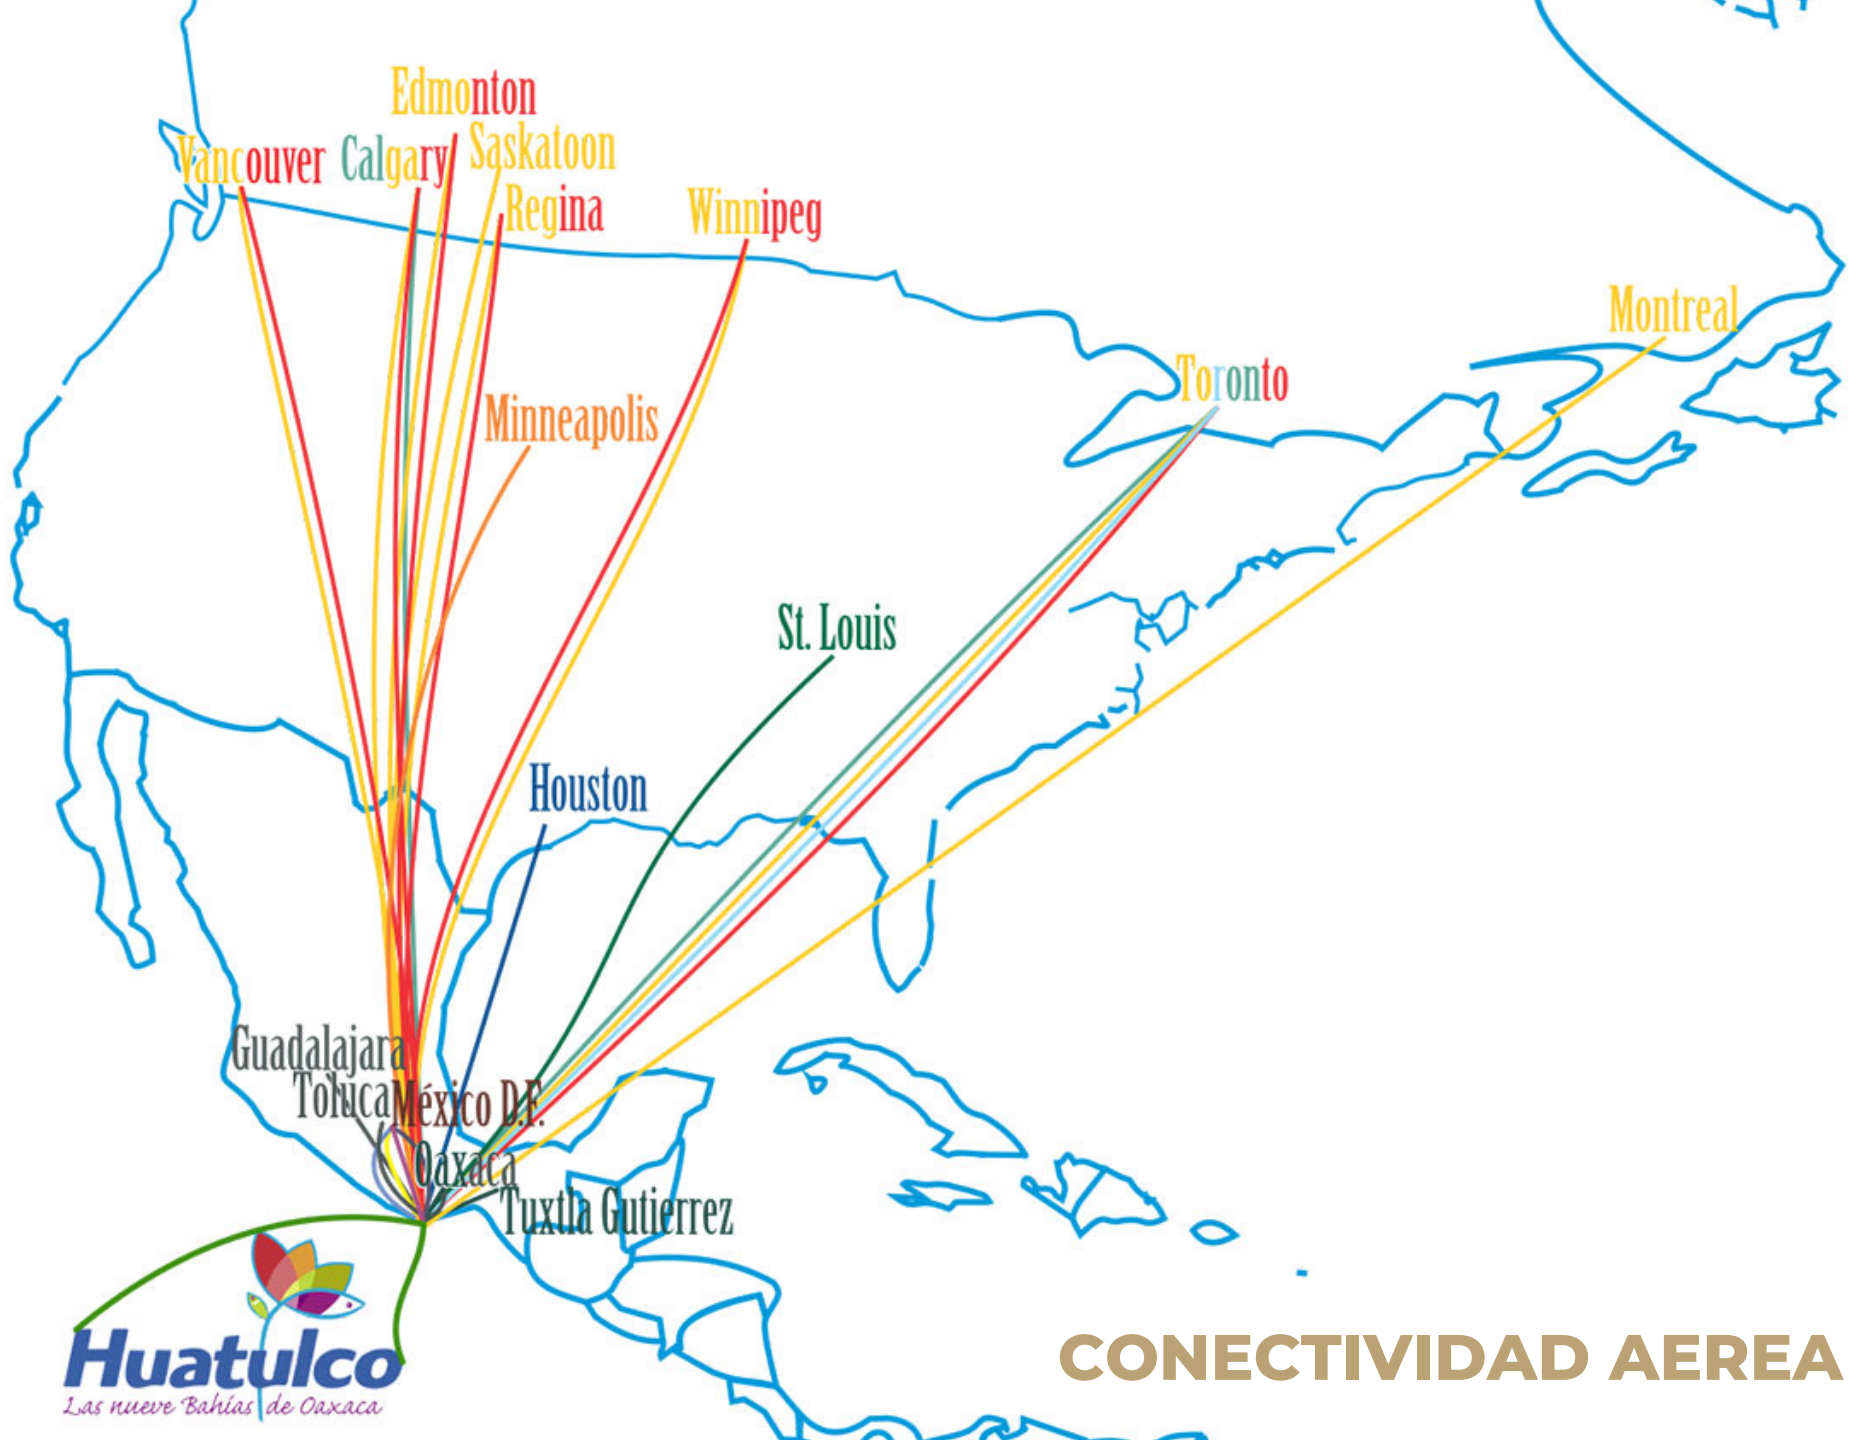 Edmonton
Vancouver
Calgary
Saskatoon
Regina
Winnipeg
Montreal
Toronto
Minneapolis
St. Louis
Houston
Guadalajara
Toluca
México D.F.
Oaxaca
Tuxtla Gutierrez
Huatulco
Las nueve Bahías de Oaxaca
CONECTIVIDAD AEREA